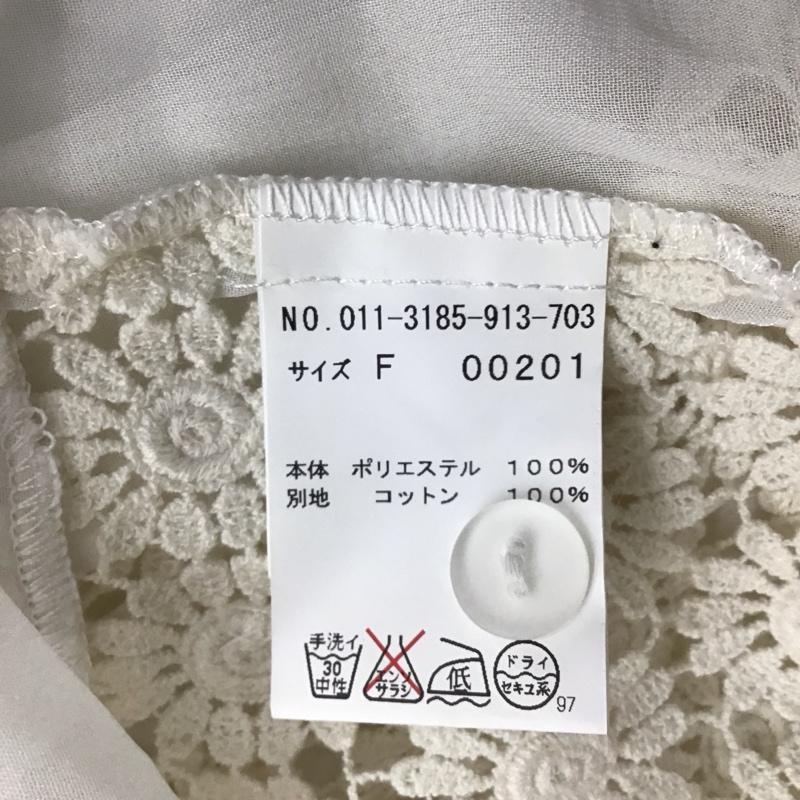 NO.011-3185-913-703
サイズ F 00201
本体 ポリエステル 100%
別地 コットン 100%
手洗イ 30 中性
エンソ サラシ
低
ドライ セキユ系
97